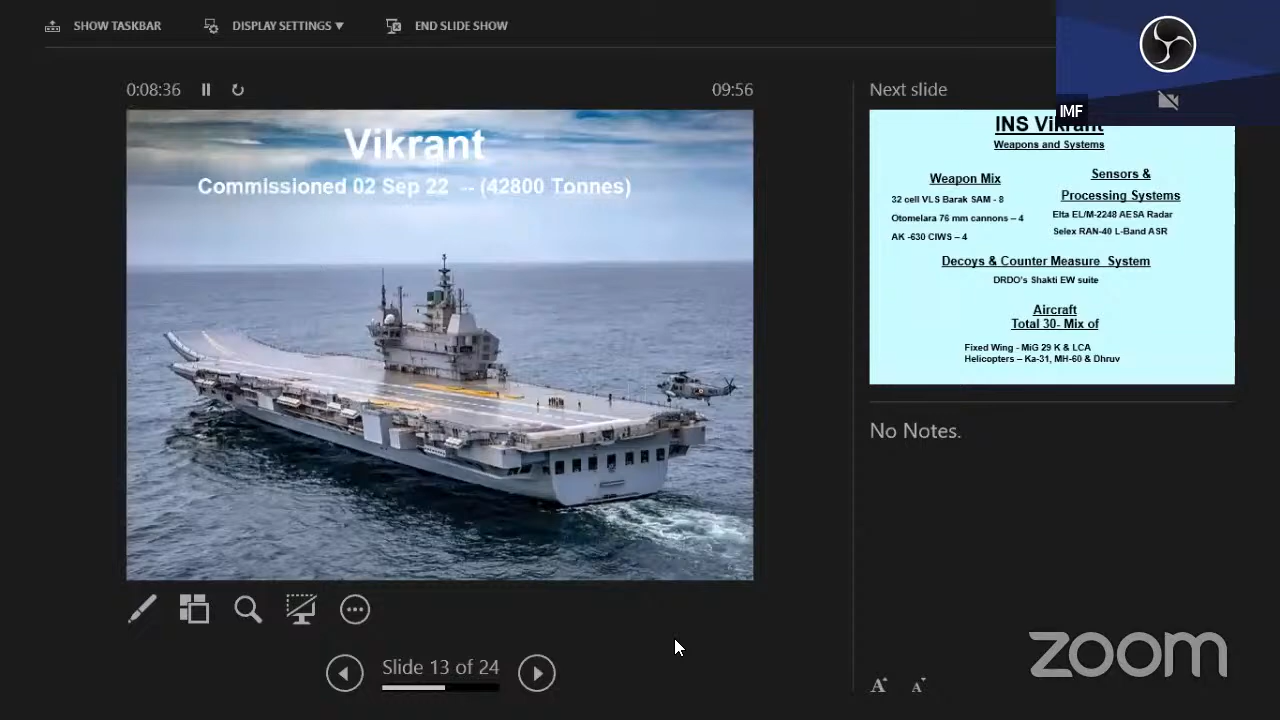 SHOW TASKBAR
DISPLAY SETTINGS ▼
END SLIDE SHOW
0:08:36
09:56
Vikrant
Commissioned 02 Sep 22 -- (42800 Tonnes)
Slide 13 of 24
Next slide
IMF
INS Vikrant
Weapons and Systems
Weapon Mix
32 cell VLS Barak SAM - 8
Otomelara 76 mm cannons – 4
AK -630 CIWS – 4
Sensors &
Processing Systems
Elta EL/M-2248 AESA Radar
Selex RAN-40 L-Band ASR
Decoys & Counter Measure System
DRDO's Shakti EW suite
Aircraft
Total 30- Mix of
Fixed Wing - MiG 29 K & LCA
Helicopters – Ka-31, MH-60 & Dhruv
No Notes.
A A
zoom